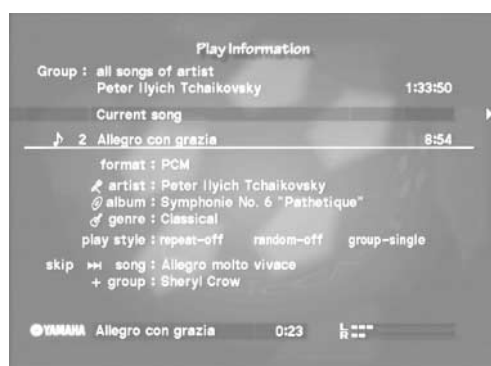 Play Information
Group : all songs of artist
Peter Ilyich Tchaikovsky 1:33:50
Current song
2 Allegro con grazia 8:54
format : PCM
artist : Peter Ilyich Tchaikovsky
album : Symphonie No. 6 "Pathetique"
genre : Classical
play style : repeat-off random-off group-single
skip song : Allegro molto vivace
+ group : Sheryl Crow
YAMAHA Allegro con grazia 0:23 L
R